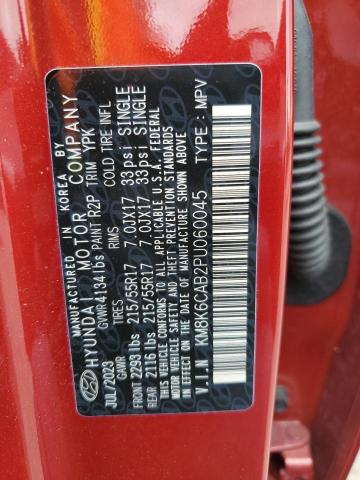 MANUFACTURED IN KOREA BY
HYUNDAI MOTOR COMPANY
JUL/2023 GVWR 4134 lbs PAINT R2P TRIM YPK
GAWR TIRES RIMS COLD TIRE INFL
FRONT 2293 lbs 215/55R17 7.0JX17 33psi SINGLE
REAR 2116 lbs 215/55R17 7.0JX17 33psi SINGLE
THIS VEHICLE CONFORMS TO ALL APPLICABLE U.S.A. FEDERAL
MOTOR VEHICLE SAFETY STANDARDS IN EFFECT ON THE DATE OF
MANUFACTURE SHOWN ABOVE.
V.I.N KM8K6CAB2PU060045 TYPE : MPV